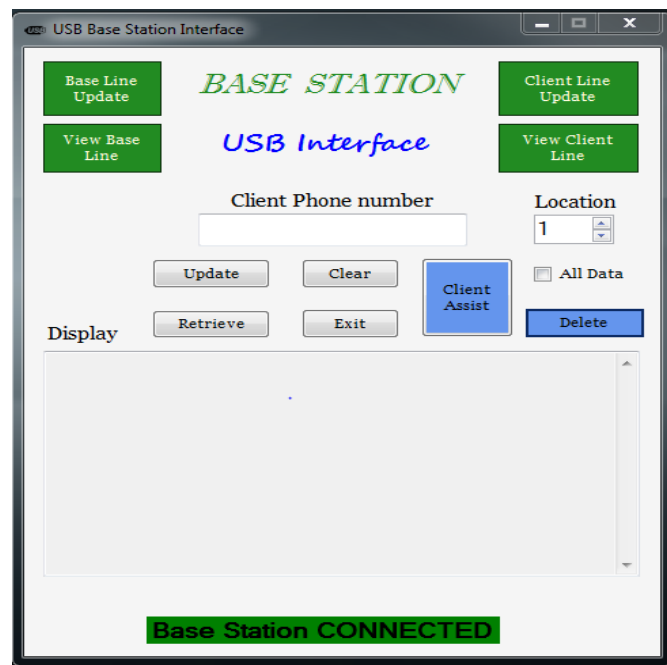 USB Base Station Interface
Base Line
Update
BASE STATION
Client Line
Update
View Base
Line
USB Interface
View Client
Line
Client Phone number
Location
1
Update
Clear
Client
Assist
All Data
Display
Retrieve
Exit
Delete
Base Station CONNECTED